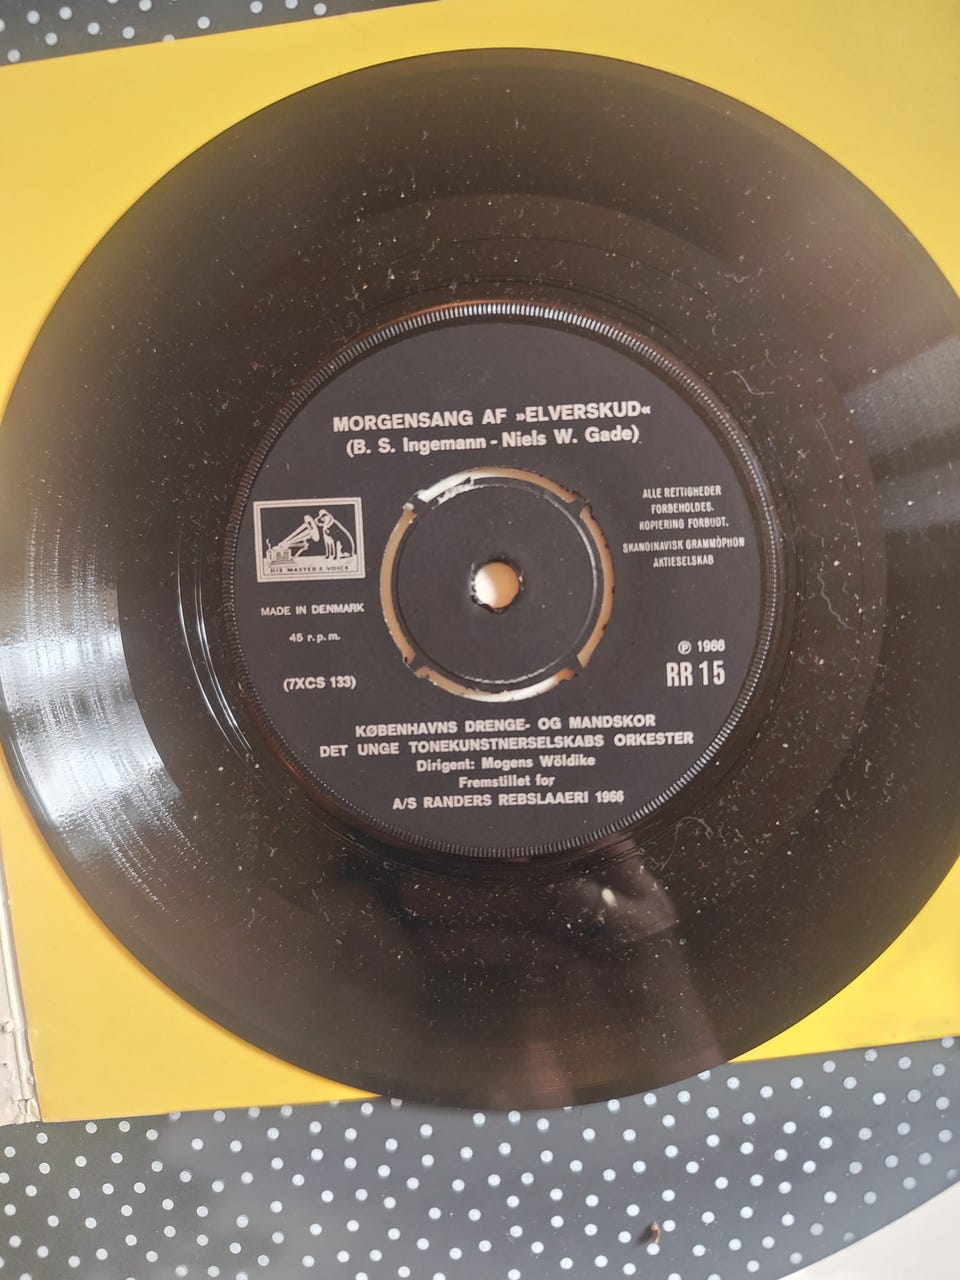 MORGENSANG AF »ELVERSKUD«
(B. S. Ingemann - Niels W. Gade)
HIS MASTER'S VOICE
MADE IN DENMARK
45 r.p.m.
(7XCS 133)
ALLE RETTIGHEDER
FORBEHOLDES.
KOPIERING FORBUDT.
SKANDINAVISK GRAMMOPHON
AKTIESELSKAB
℗ 1966
RR 15
KØBENHAVNS DRENGE- OG MANDSKOR
DET UNGE TONEKUNSTNERSELSKABS ORKESTER
Dirigent: Mogens Wöldike
Fremstillet for
A/S RANDERS REBSLAAERI 1966